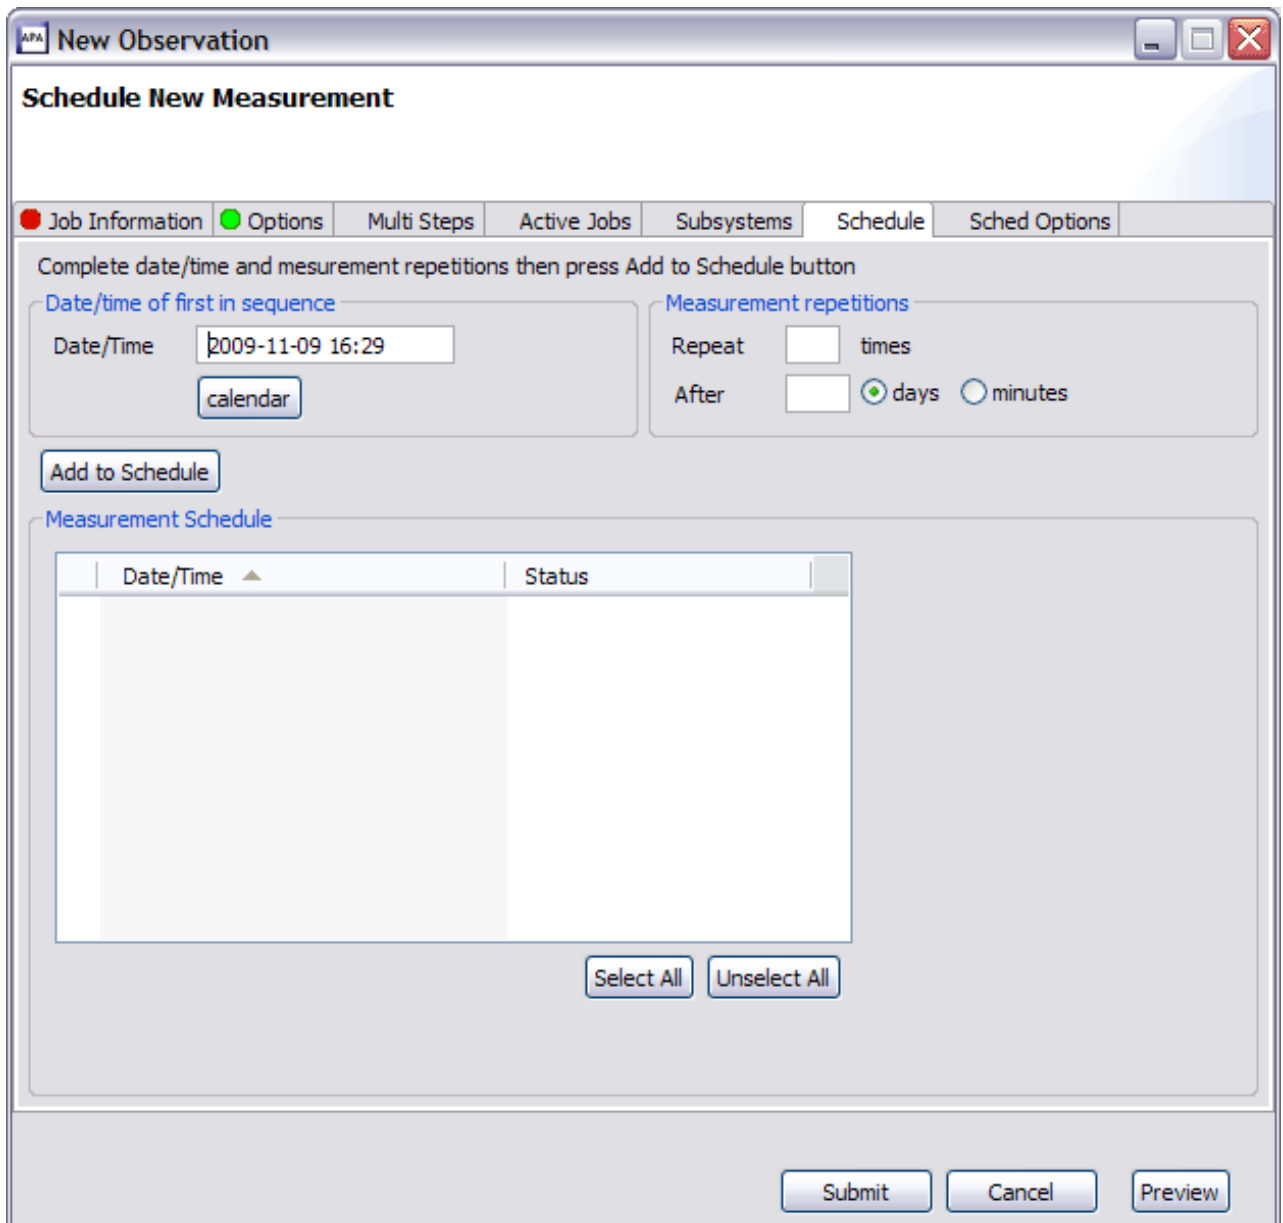 APA New Observation
Schedule New Measurement
Job Information Options Multi Steps Active Jobs Subsystems Schedule Sched Options
Complete date/time and mesurement repetitions then press Add to Schedule button
Date/time of first in sequence Measurement repetitions
Date/Time 2009-11-09 16:29 Repeat times
calendar After days minutes
Add to Schedule
Measurement Schedule
Date/Time Status
Select All Unselect All
Submit Cancel Preview